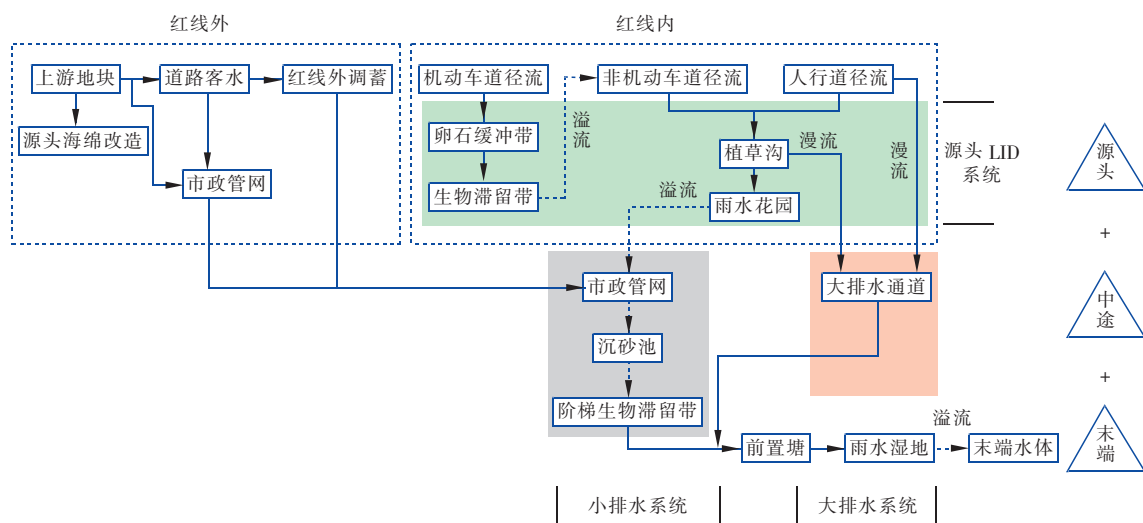 红线外
红线内
上游地块
道路客水
红线外调蓄
机动车道径流
非机动车道径流
人行道径流
源头海绵改造
卵石缓冲带
溢流
植草沟
漫流
漫流
源头 LID
系统
源头
市政管网
生物滞留带
溢流
雨水花园
+
市政管网
大排水通道
中途
沉砂池
+
阶梯生物滞留带
溢流
末端
前置塘
雨水湿地
末端水体
小排水系统
大排水系统